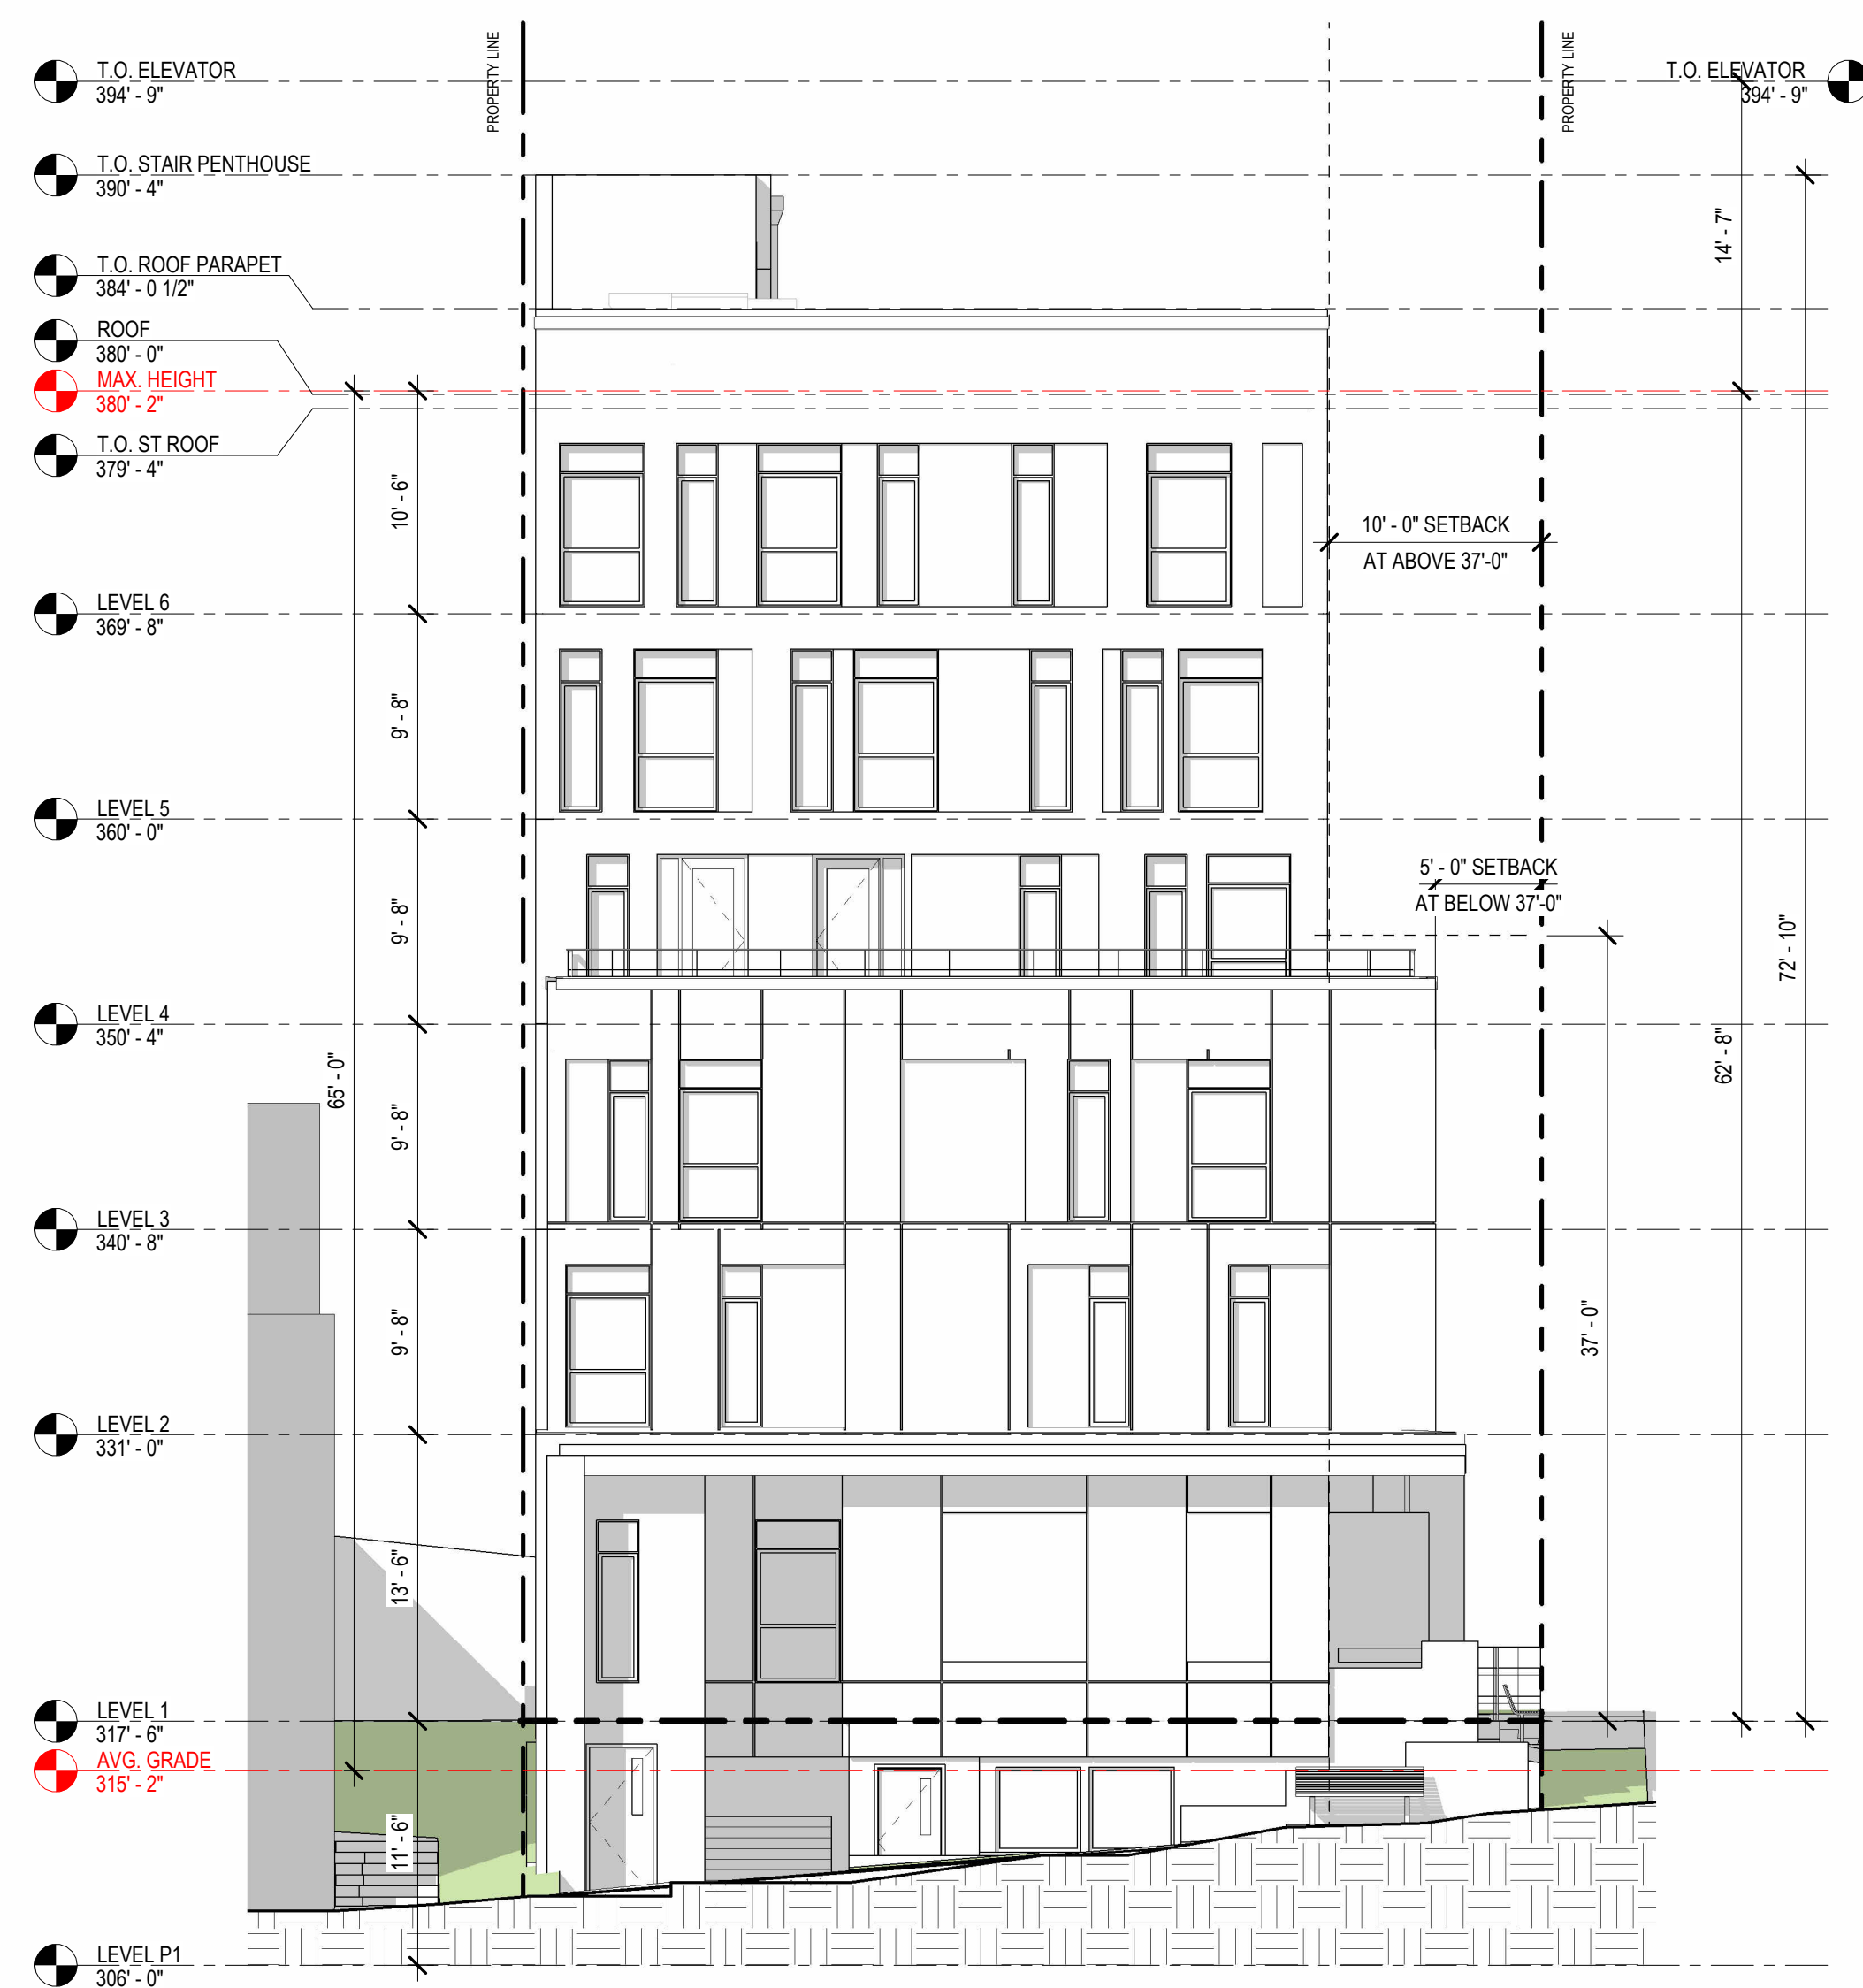 PROPERTY LINE
PROPERTY LINE
T.O. ELEVATOR
394' - 9"
T.O. ELEVATOR
394' - 9"
T.O. STAIR PENTHOUSE
390' - 4"
14' - 7"
T.O. ROOF PARAPET
384' - 0 1/2"
ROOF
380' - 0"
MAX. HEIGHT
380' - 2"
T.O. ST ROOF
379' - 4"
10' - 6"
10' - 0" SETBACK
AT ABOVE 37'-0"
LEVEL 6
369' - 8"
9' - 8"
LEVEL 5
360' - 0"
5' - 0" SETBACK
AT BELOW 37'-0"
9' - 8"
72' - 10"
LEVEL 4
350' - 4"
65' - 0"
62' - 8"
9' - 8"
LEVEL 3
340' - 8"
9' - 8"
37' - 0"
LEVEL 2
331' - 0"
13' - 6"
LEVEL 1
317' - 6"
AVG. GRADE
315' - 2"
11' - 6"
LEVEL P1
306' - 0"